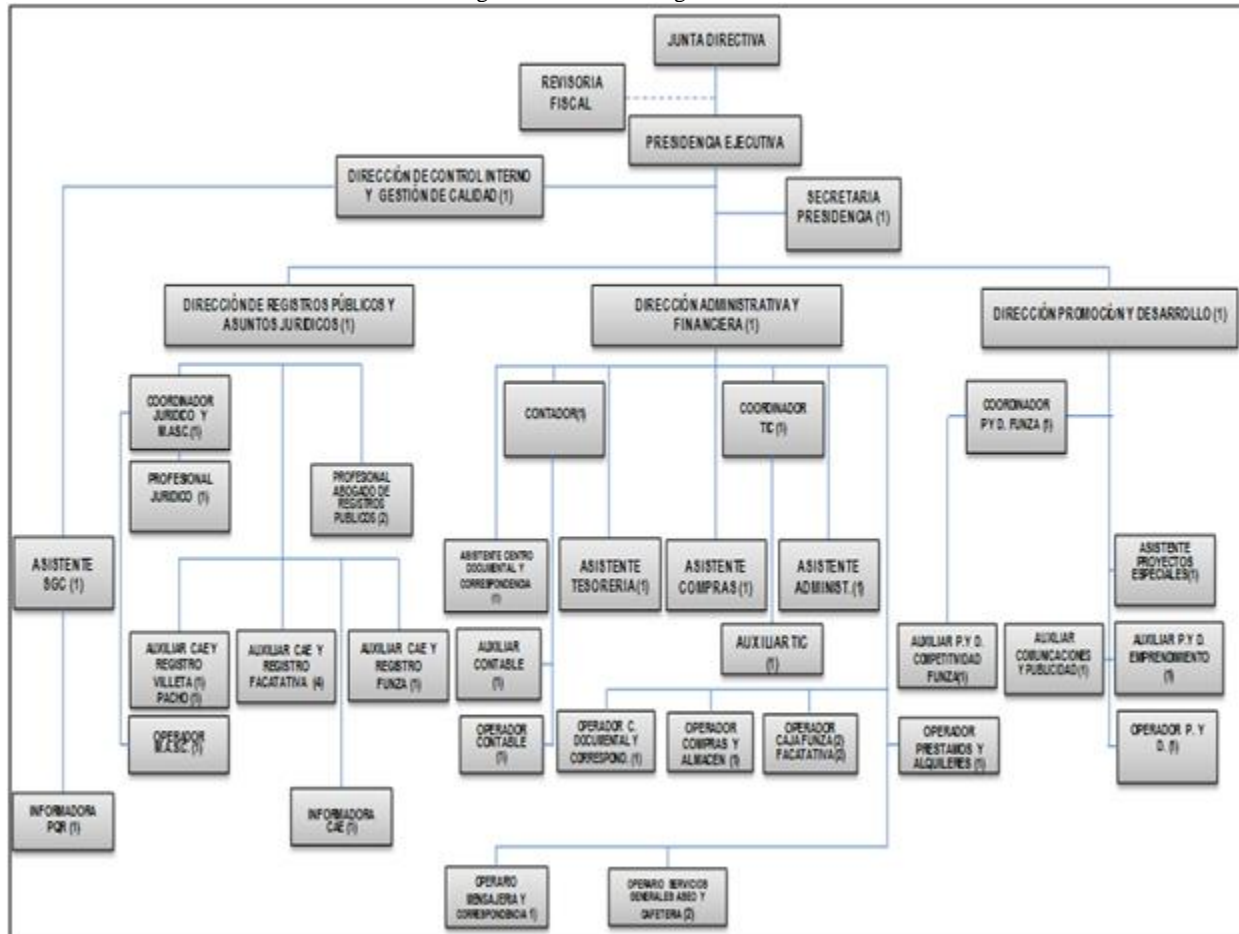 JUNTA DIRECTIVA
REVISORIA
FISCAL
PRESIDENCIA EJECUTIVA
DIRECCIÓN DE CONTROL INTERNO
Y GESTIÓN DE CALIDAD (1)
SECRETARIA
PRESIDENCIA (1)
DIRECCIÓN DE REGISTROS PÚBLICOS Y
ASUNTOS JURIDICOS (1)
DIRECCIÓN ADMINISTRATIVA Y
FINANCIERA (1)
DIRECCIÓN PROMOCIÓN Y DESARROLLO (1)
COORDINADOR
JURIDICO Y
M.A.S.C. (1)
CONTADOR(1)
COORDINADOR
TIC (1)
COORDINADOR
P.Y D. FUNZA (1)
PROFESIONAL
JURIDICO (1)
PROFESIONAL
ABOGADO DE
REGISTROS
PUBLICOS (2)
ASISTENTE
SGC (1)
ASISTENTE CENTRO
DOCUMENTAL Y
CORRESPONDENCIA
(1)
ASISTENTE
TESORERIA (1)
ASISTENTE
COMPRAS (1)
ASISTENTE
ADMINIST. (1)
ASISTENTE
PROYECTOS
ESPECIALES(1)
AUXILIAR CAE Y
REGISTRO
VILLETA (1)
PACHO (1)
AUXILIAR CAE Y
REGISTRO
FACATATIVA (4)
AUXILIAR CAE Y
REGISTRO
FUNZA (1)
AUXILIAR
CONTABLE
(1)
AUXILIAR TIC
(1)
AUXILIAR P.Y D.
COMPETITIVIDAD
FUNZA(1)
AUXILIAR
COMUNICACIONES
Y PUBLICIDAD(1)
AUXILIAR P.Y D.
EMPRENDIMIENTO
(1)
OPERADOR
M.A.S.C. (1)
OPERADOR
CONTABLE
(1)
OPERADOR C.
DOCUMENTAL Y
CORRESPOND. (1)
OPERADOR
COMPRAS Y
ALMACEN (1)
OPERADOR
CAJA FUNZA (2)
FACATATIVA (2)
OPERADOR
PRESTAMOS Y
ALQUILERES (1)
OPERADOR P. Y
D. (1)
INFORMADORA
PQR (1)
INFORMADORA
CAE (1)
OPERARIO
MENSAJERIA Y
CORRESPONDENCIA 1)
OPERARIO SERVICIOS
GENERALES ASEO Y
CAFETERIA (2)